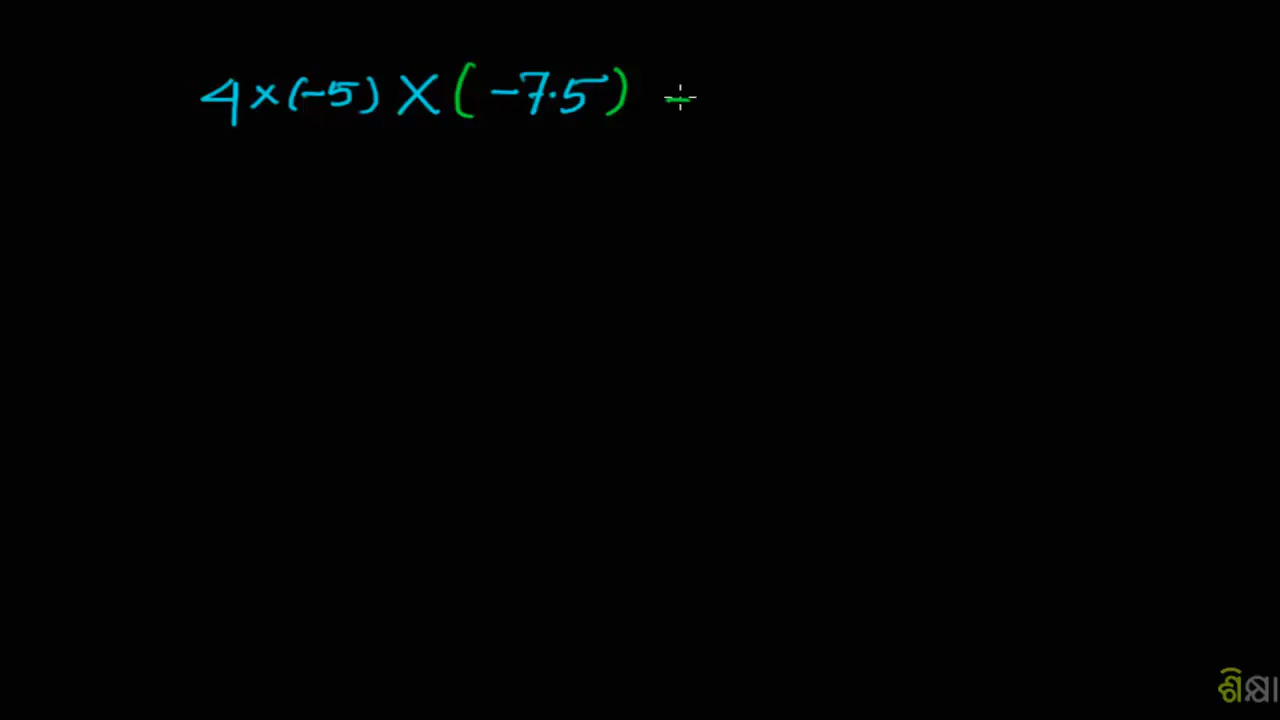 4 × (-5) × (-7.5) =
ଶିକ୍ଷା